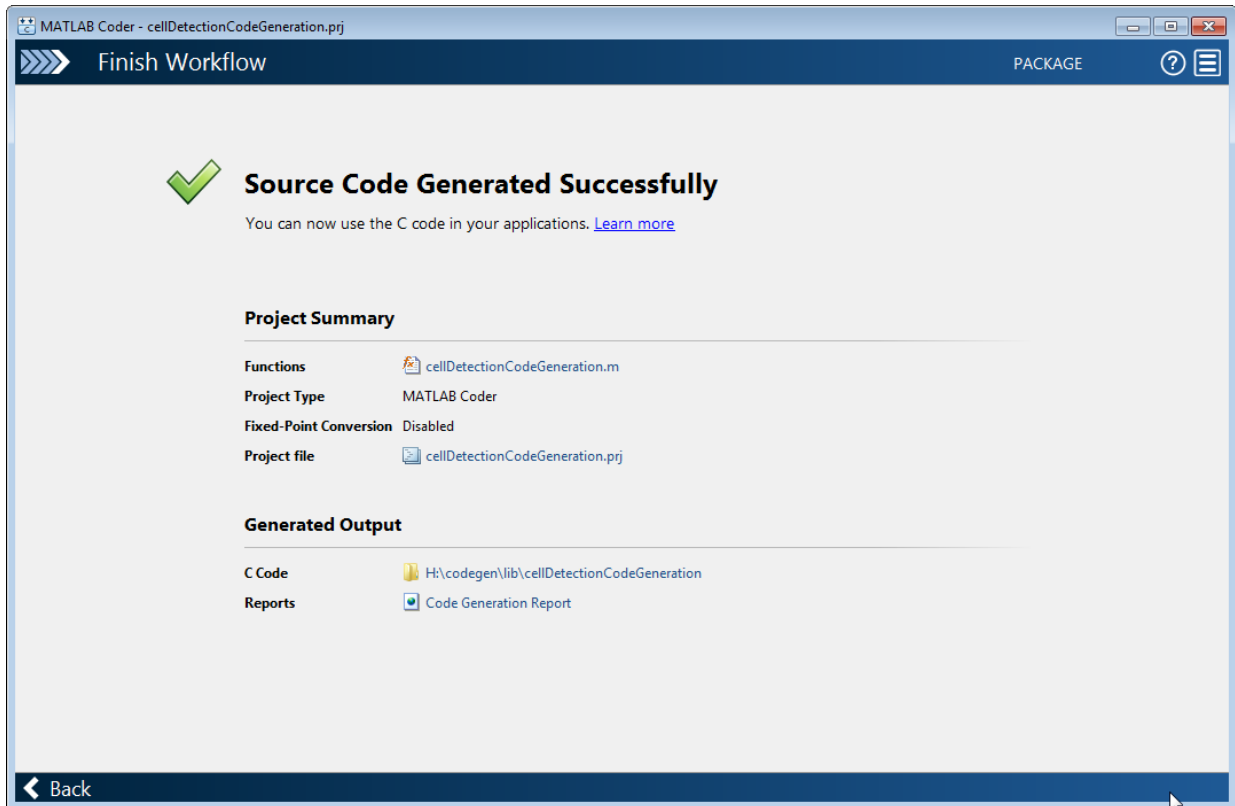 MATLAB Coder - cellDetectionCodeGeneration.prj
Finish Workflow PACKAGE
Source Code Generated Successfully
You can now use the C code in your applications. Learn more
Project Summary
Functions cellDetectionCodeGeneration.m
Project Type MATLAB Coder
Fixed-Point Conversion Disabled
Project file cellDetectionCodeGeneration.prj
Generated Output
C Code H:\codegen\lib\cellDetectionCodeGeneration
Reports Code Generation Report
Back